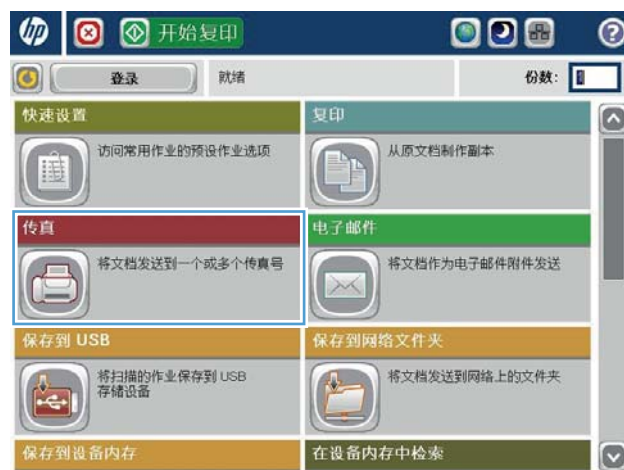 hp
开始复印
?
登录
就绪
份数:
快速设置
访问常用作业的预设作业选项
复印
从原文档制作副本
传真
将文档发送到一个或多个传真号
电子邮件
将文档作为电子邮件附件发送
保存到 USB
将扫描的作业保存到 USB
存储设备
保存到网络文件夹
将文档发送到网络上的文件夹
保存到设备内存
在设备内存中检索